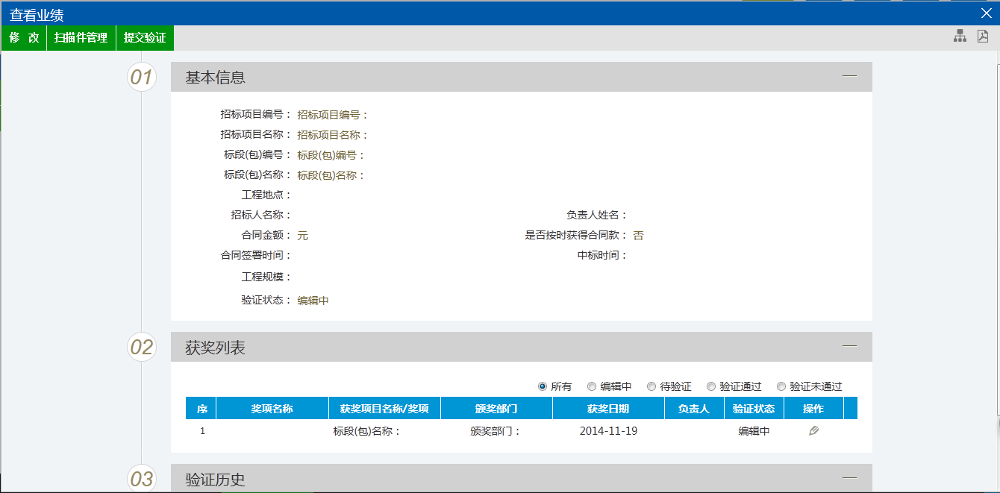 查看业绩
修 改 扫描件管理 提交验证
01 基本信息
招标项目编号： 招标项目编号：
招标项目名称： 招标项目名称：
标段(包)编号： 标段(包)编号：
标段(包)名称： 标段(包)名称：
工程地点：
招标人名称： 负责人姓名：
合同金额： 元 是否按时获得合同款： 否
合同签署时间： 中标时间：
工程规模：
验证状态： 编辑中
02 获奖列表
所有 编辑中 待验证 验证通过 验证未通过
序 奖项名称 获奖项目名称/奖项 颁奖部门 获奖日期 负责人 验证状态 操作
1 标段(包)名称： 颁奖部门： 2014-11-19 编辑中
03 验证历史